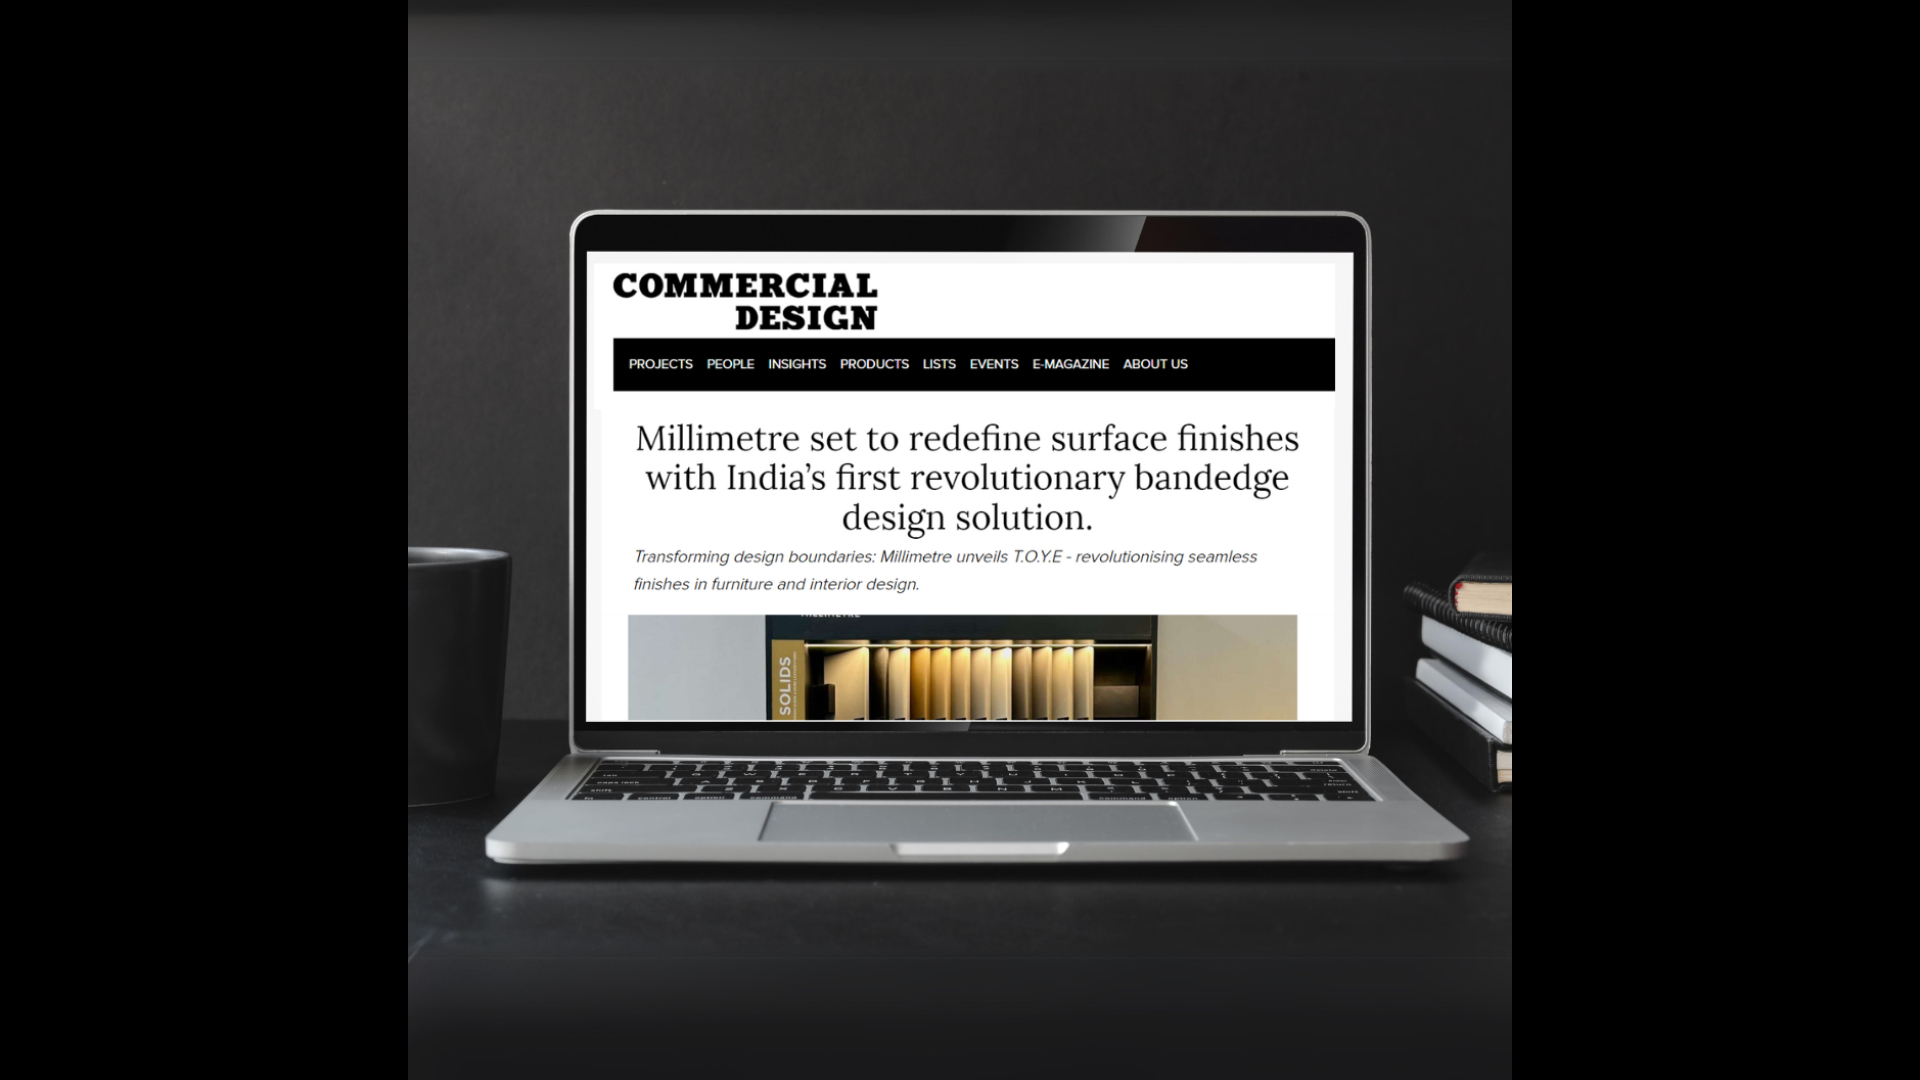 COMMERCIAL
DESIGN
PROJECTS PEOPLE INSIGHTS PRODUCTS LISTS EVENTS E-MAGAZINE ABOUT US
Millimetre set to redefine surface finishes
with India’s first revolutionary bandedge
design solution.
Transforming design boundaries: Millimetre unveils T.O.Y.E - revolutionising seamless
finishes in furniture and interior design.
SOLIDS